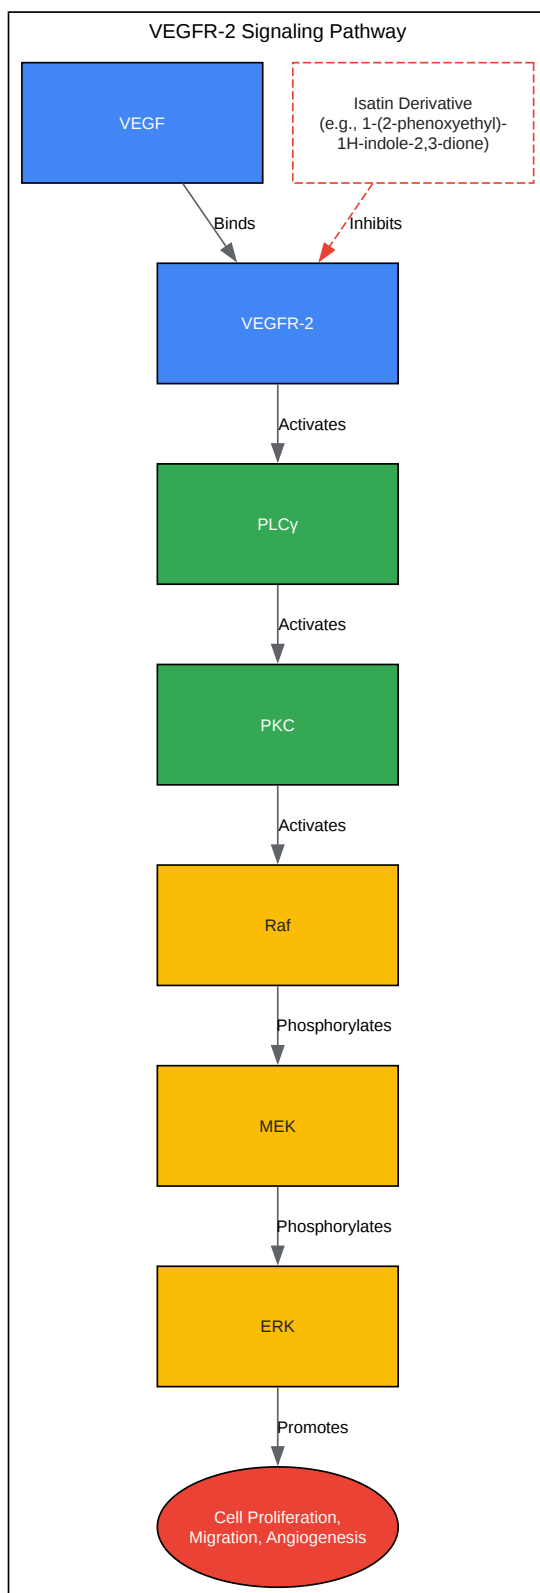 VEGFR-2 Signaling Pathway
VEGF
Isatin Derivative
(e.g., 1-(2-phenoxyethyl)-
1H-indole-2,3-dione)
Binds
Inhibits
VEGFR-2
Activates
PLCγ
Activates
PKC
Activates
Raf
Phosphorylates
MEK
Phosphorylates
ERK
Promotes
Cell Proliferation,
Migration, Angiogenesis